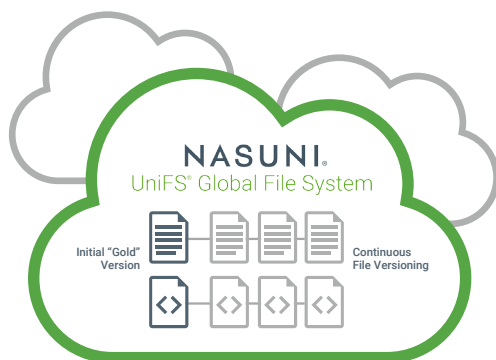 NASUNI®
UniFS® Global File System
Initial “Gold”
Version
Continuous
File Versioning